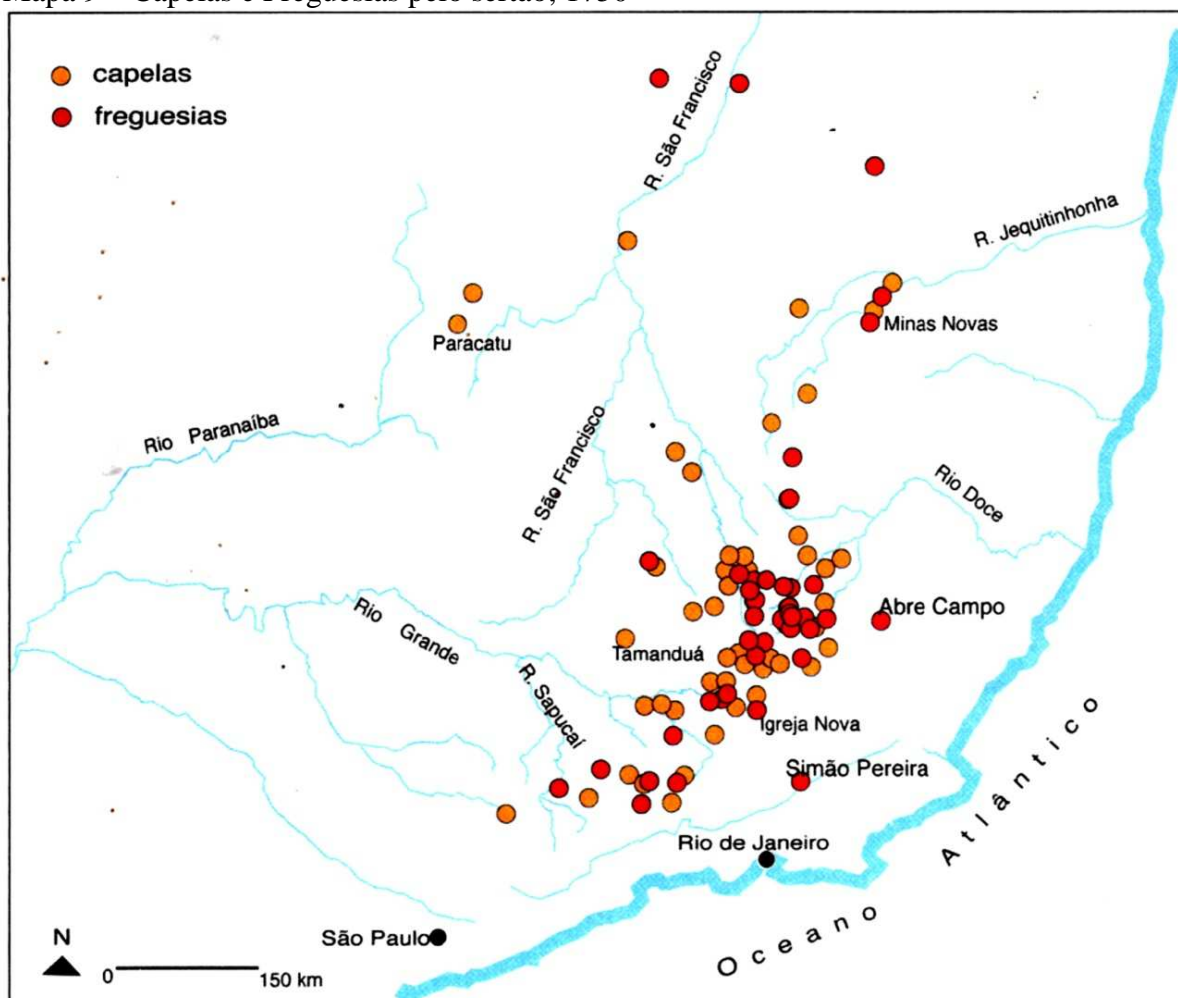 Mapa 9 – Capelas e Freguesias pelo sertão, 1750
capelas
freguesias
R. São Francisco
R. Jequitinhonha
Minas Novas
Paracatu
Rio Paranaíba
R. São Francisco
Rio Doce
Abre Campo
Rio Grande
Tamanduá
R. Sapucaí
Igreja Nova
Simão Pereira
Rio de Janeiro
Oceano Atlântico
São Paulo
N
0 150 km